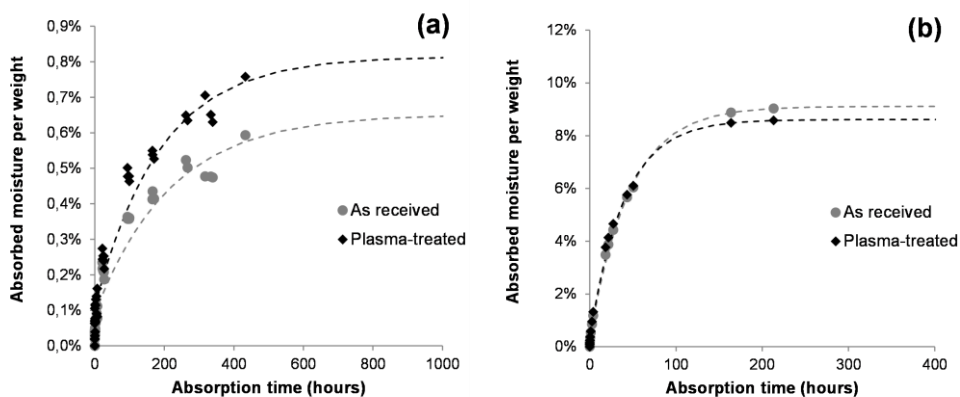 (a)
Absorbed moisture per weight
0,9%
0,8%
0,7%
0,6%
0,5%
0,4%
0,3%
0,2%
0,1%
0,0%
As received
Plasma-treated
0 200 400 600 800 1000
Absorption time (hours)
(b)
Absorbed moisture per weight
12%
10%
8%
6%
4%
2%
0%
As received
Plasma-treated
0 100 200 300 400
Absorption time (hours)